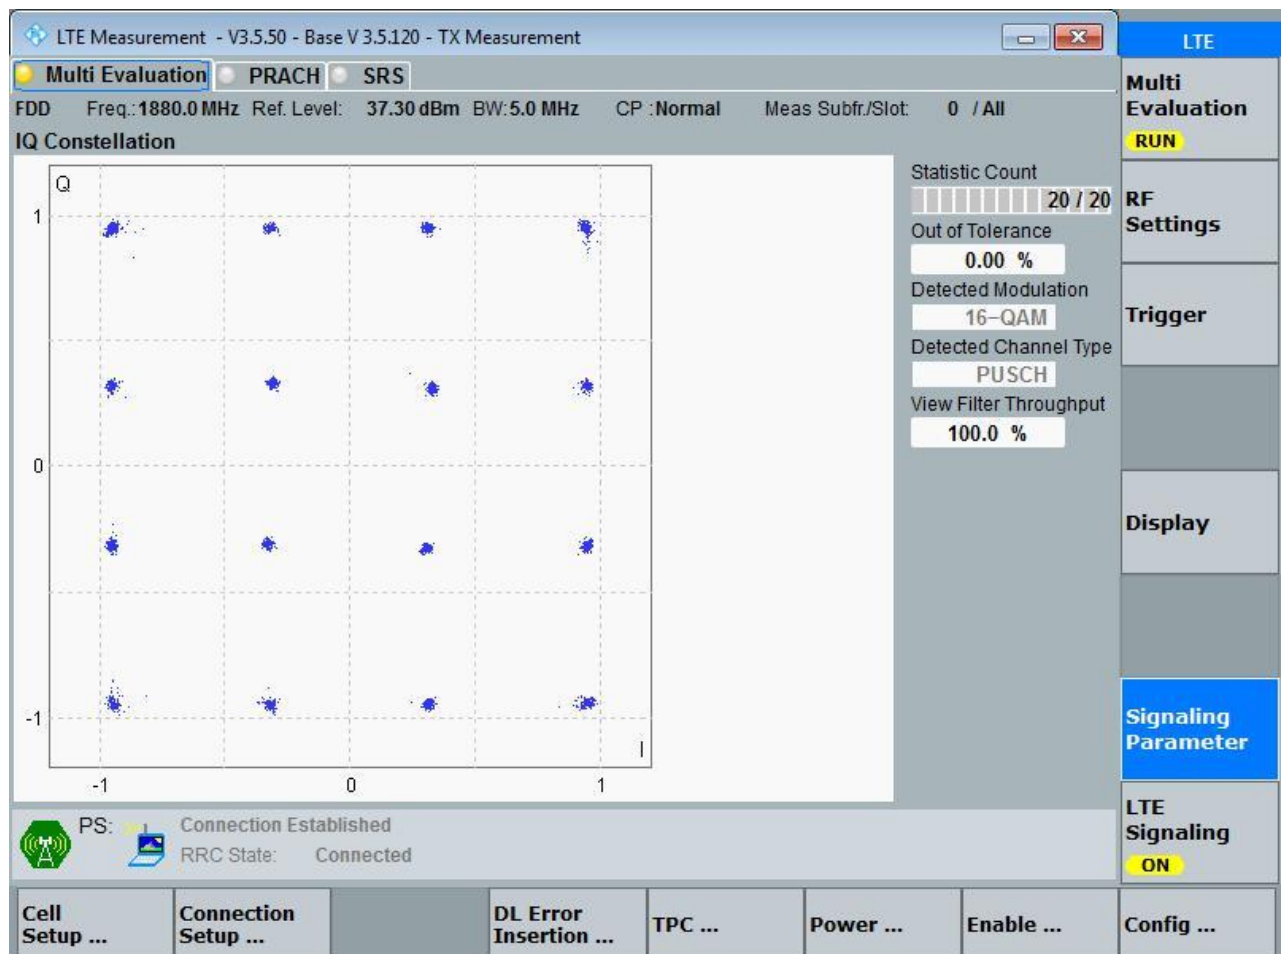 LTE Measurement - V3.5.50 - Base V 3.5.120 - TX Measurement
LTE
Multi Evaluation PRACH SRS
Multi
Evaluation
RUN
FDD Freq.:1880.0 MHz Ref. Level: 37.30 dBm BW:5.0 MHz CP :Normal Meas Subfr./Slot: 0 / All
IQ Constellation
Q
1
0
-1
-1 0 1
I
Statistic Count
20 / 20
Out of Tolerance
0.00 %
Detected Modulation
16-QAM
Detected Channel Type
PUSCH
View Filter Throughput
100.0 %
RF
Settings
Trigger
Display
Signaling
Parameter
LTE
Signaling
ON
PS: Connection Established
RRC State: Connected
Cell
Setup ...
Connection
Setup ...
DL Error
Insertion ...
TPC ...
Power ...
Enable ...
Config ...